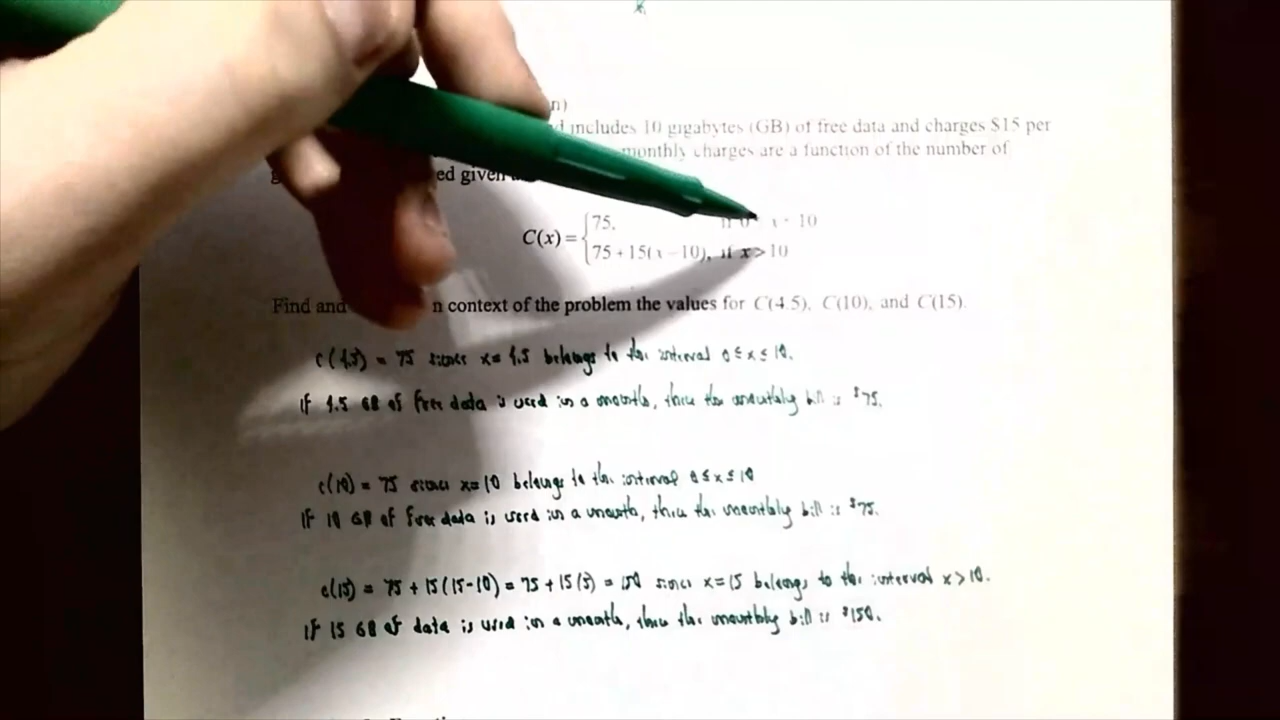 n)
d includes 10 gigabytes (GB) of free data and charges $15 per
monthly charges are a function of the number of
g ed given
75, if 0 x 10
C(x) =
75 + 15(x − 10), if x > 10
Find and n context of the problem the values for C(4.5), C(10), and C(15).
C(4.5) = 75 since x = 4.5 belongs to the interval 0 ≤ x ≤ 10.
If 4.5 GB of free data is used in a month, then the monthly bill is $75.
C(10) = 75 since x = 10 belongs to the interval 0 ≤ x ≤ 10
If 10 GB of free data is used in a month, then the monthly bill is $75.
C(15) = 75 + 15(15-10) = 75 + 15(5) = 150 since x = 15 belongs to the interval x > 10.
If 15 GB of data is used in a month, then the monthly bill is $150.